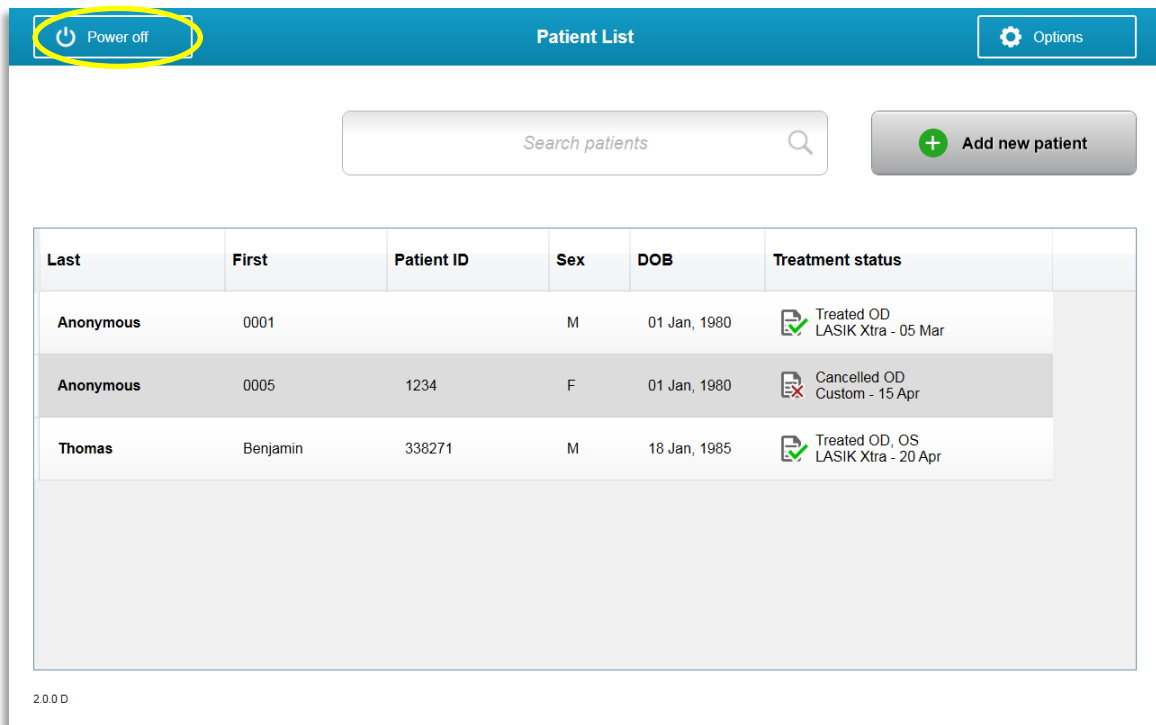 Power off
Patient List
Options
Search patients
Add new patient
Last First Patient ID Sex DOB Treatment status
Anonymous 0001 M 01 Jan, 1980 Treated OD
LASIK Xtra - 05 Mar
Anonymous 0005 1234 F 01 Jan, 1980 Cancelled OD
Custom - 15 Apr
Thomas Benjamin 338271 M 18 Jan, 1985 Treated OD, OS
LASIK Xtra - 20 Apr
2.0.0 D